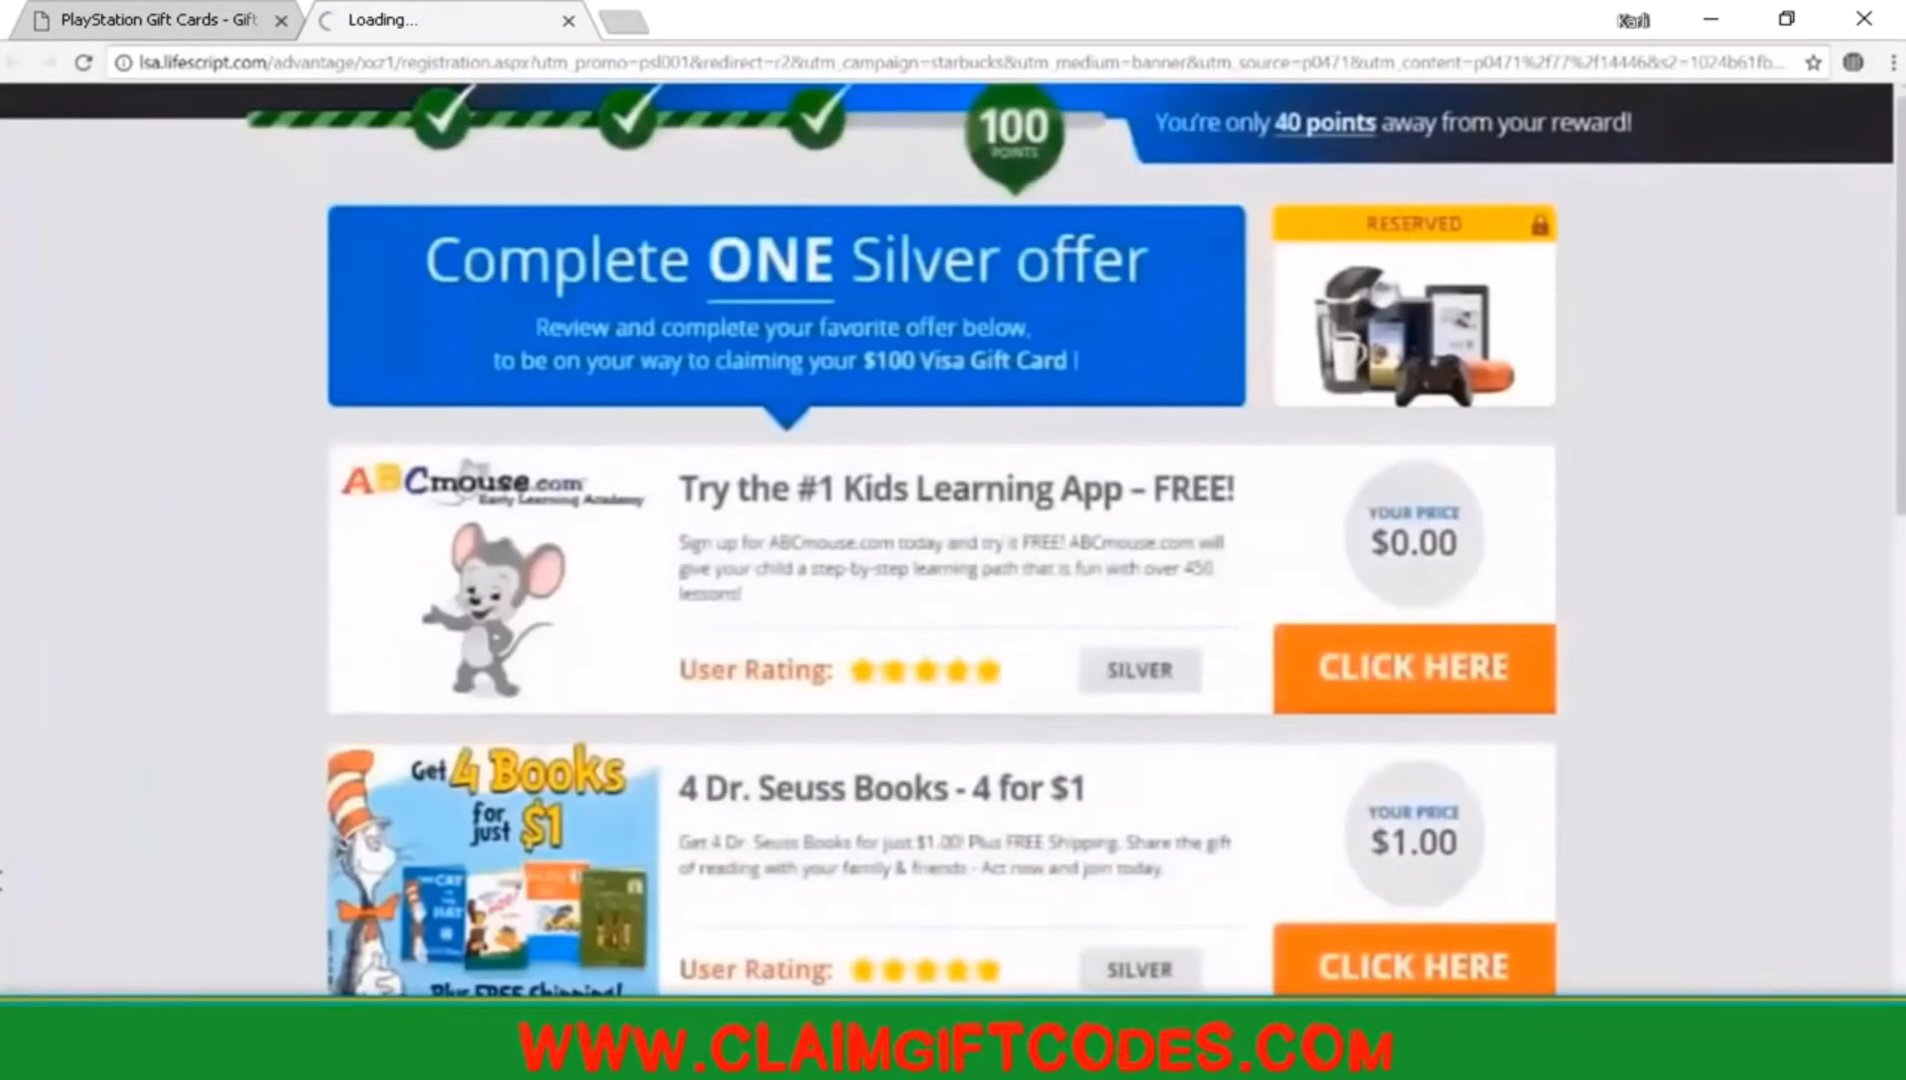 PlayStation Gift Cards - Gift
Loading...
Karli
lsa.lifescript.com/advantage/xxz1/registration.aspx?utm_promo=psl001&redirect=r2&utm_campaign=starbucks&utm_medium=banner&utm_source=p0471&utm_content=p0471%2f77%2f14446&s2=1024b61fb...
100
POINTS
You're only 40 points away from your reward!
Complete ONE Silver offer
Review and complete your favorite offer below,
to be on your way to claiming your $100 Visa Gift Card !
RESERVED
ABCmouse.com
Early Learning Academy
Try the #1 Kids Learning App – FREE!
Sign up for ABCmouse.com today and try it FREE! ABCmouse.com will
give your child a step-by-step learning path that is fun with over 450
lessons!
User Rating:
SILVER
YOUR PRICE
$0.00
CLICK HERE
Get 4 Books
for just $1
Plus FREE Shipping!
4 Dr. Seuss Books - 4 for $1
Get 4 Dr. Seuss Books for just $1.00! Plus FREE Shipping. Share the gift
of reading with your family & friends - Act now and join today.
User Rating:
SILVER
YOUR PRICE
$1.00
CLICK HERE
WWW.CLAIMGIFTCODES.COM